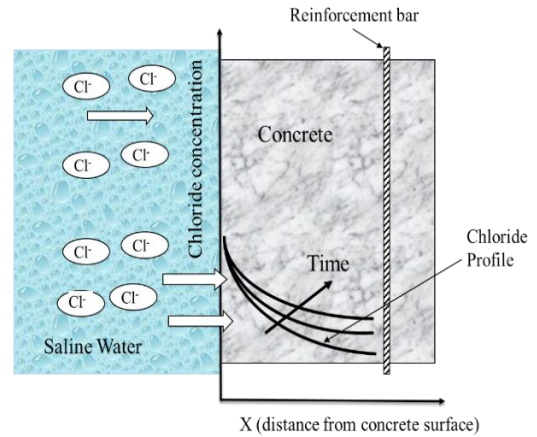 Reinforcement bar
Cl-
Cl-
Chloride concentration
Concrete
Cl-
Cl-
Chloride
Profile
Time
Cl-
Cl-
Cl-
Cl-
Saline Water
X (distance from concrete surface)